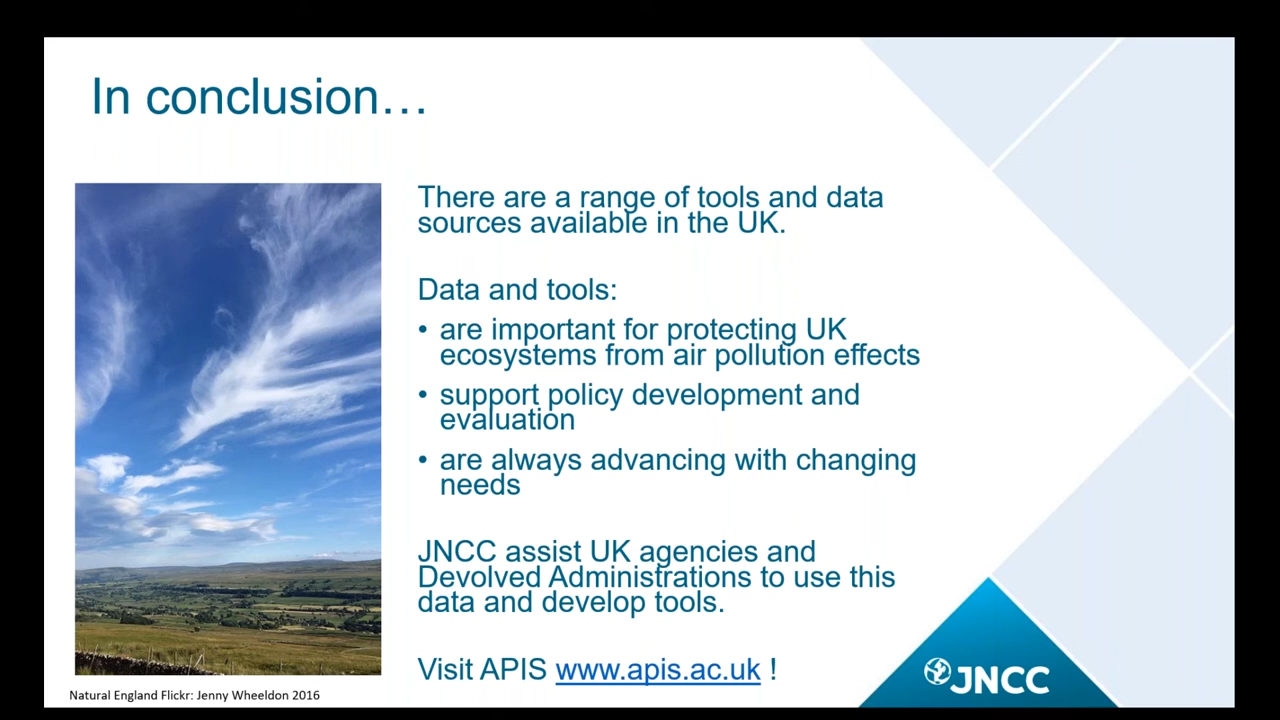 In conclusion…
There are a range of tools and data
sources available in the UK.
Data and tools:
• are important for protecting UK
ecosystems from air pollution effects
• support policy development and
evaluation
• are always advancing with changing
needs
JNCC assist UK agencies and
Devolved Administrations to use this
data and develop tools.
Visit APIS www.apis.ac.uk !
Natural England Flickr: Jenny Wheeldon 2016
JNCC